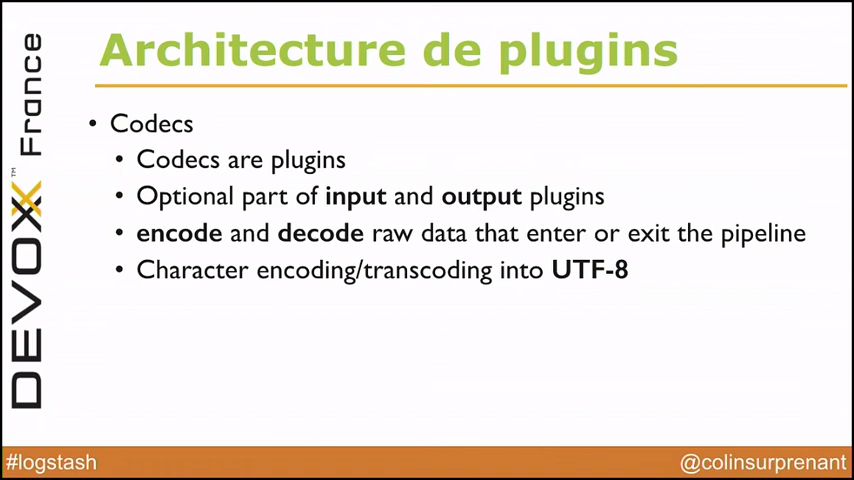 Architecture de plugins
DEVOXX™ France
• Codecs
• Codecs are plugins
• Optional part of input and output plugins
• encode and decode raw data that enter or exit the pipeline
• Character encoding/transcoding into UTF-8
#logstash
@colinsurprenant